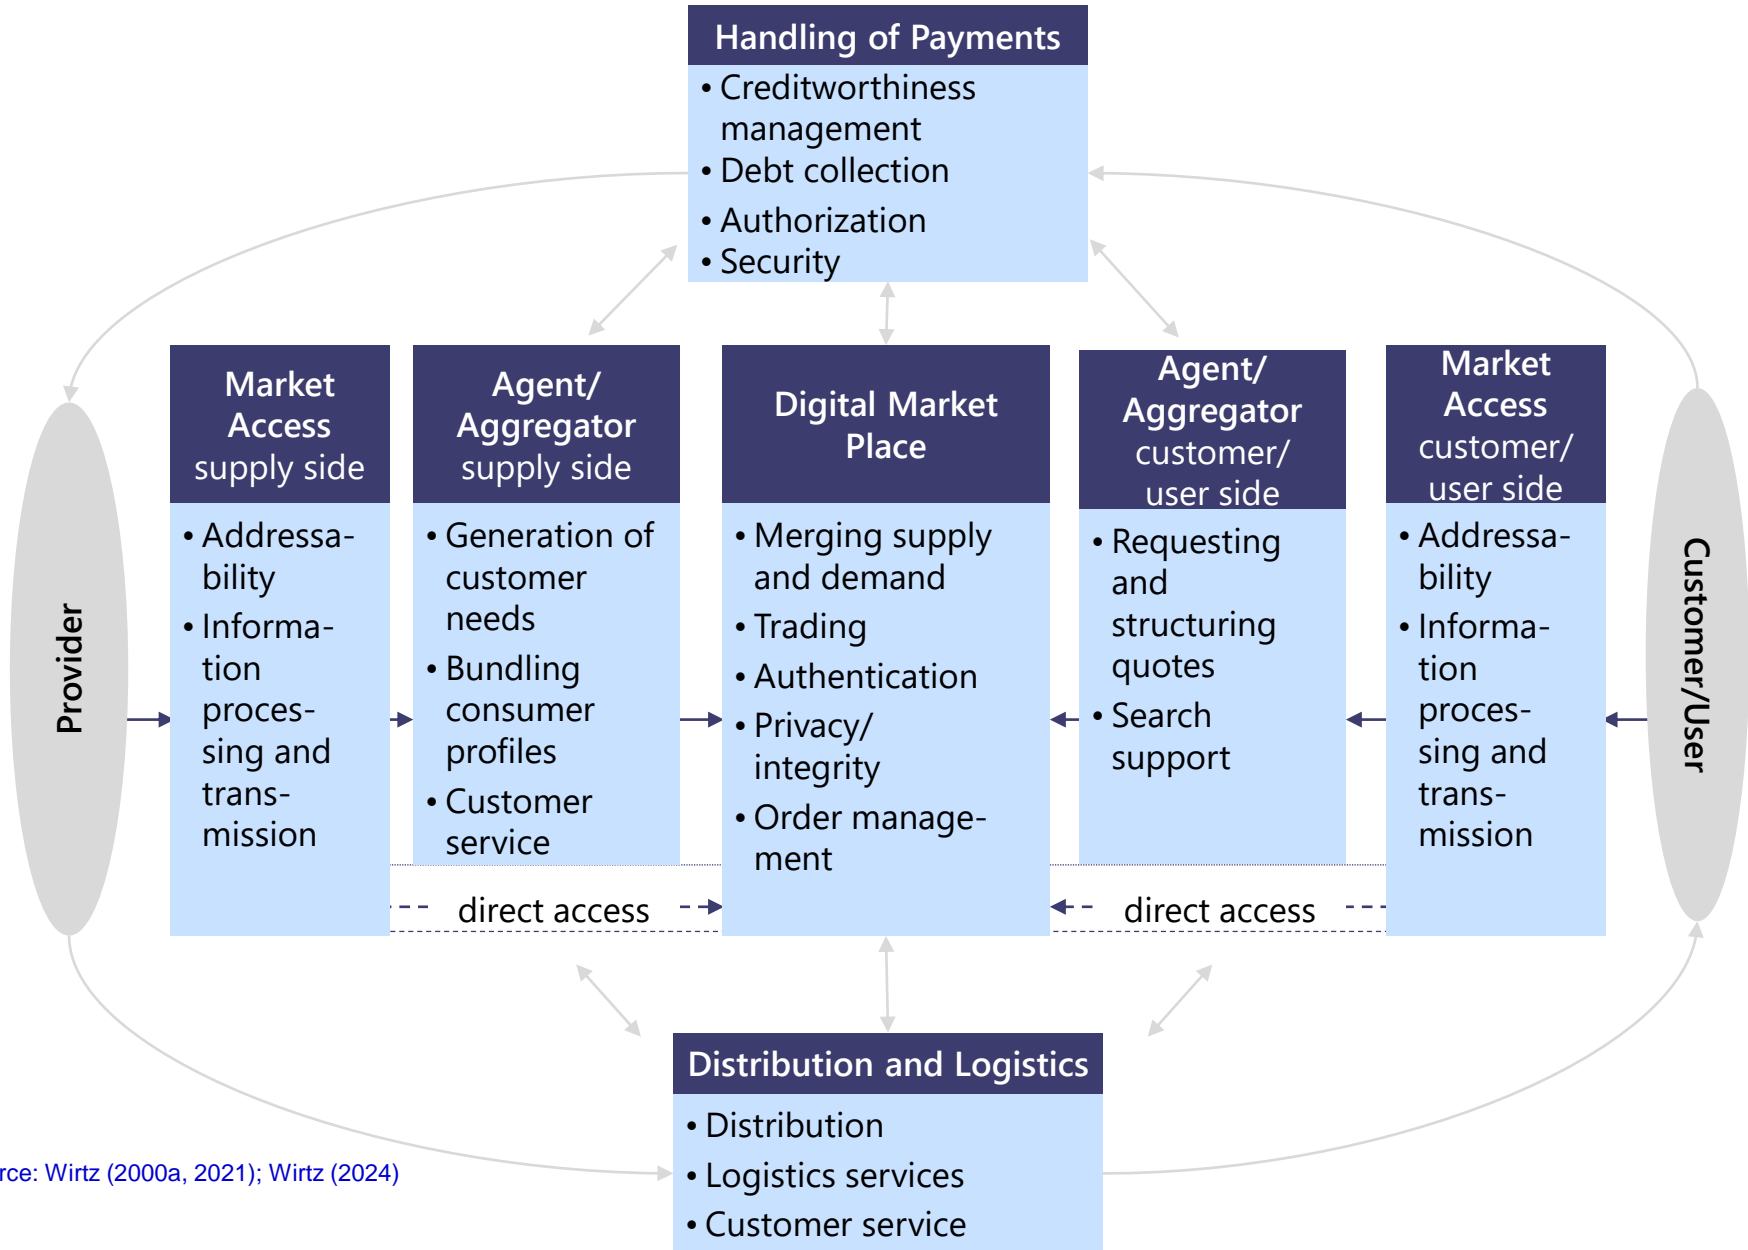 Handling of Payments
• Creditworthiness
management
• Debt collection
• Authorization
• Security
Provider
Market
Access
supply side
• Addressa-
bility
• Informa-
tion
proces-
sing and
trans-
mission
Agent/
Aggregator
supply side
• Generation of
customer
needs
• Bundling
consumer
profiles
• Customer
service
Digital Market
Place
• Merging supply
and demand
• Trading
• Authentication
• Privacy/
integrity
• Order manage-
ment
Agent/
Aggregator
customer/
user side
• Requesting
and
structuring
quotes
• Search
support
Market
Access
customer/
user side
• Addressa-
bility
• Informa-
tion
proces-
sing and
trans-
mission
Customer/User
direct access
direct access
Distribution and Logistics
• Distribution
• Logistics services
• Customer service
rce: Wirtz (2000a, 2021); Wirtz (2024)